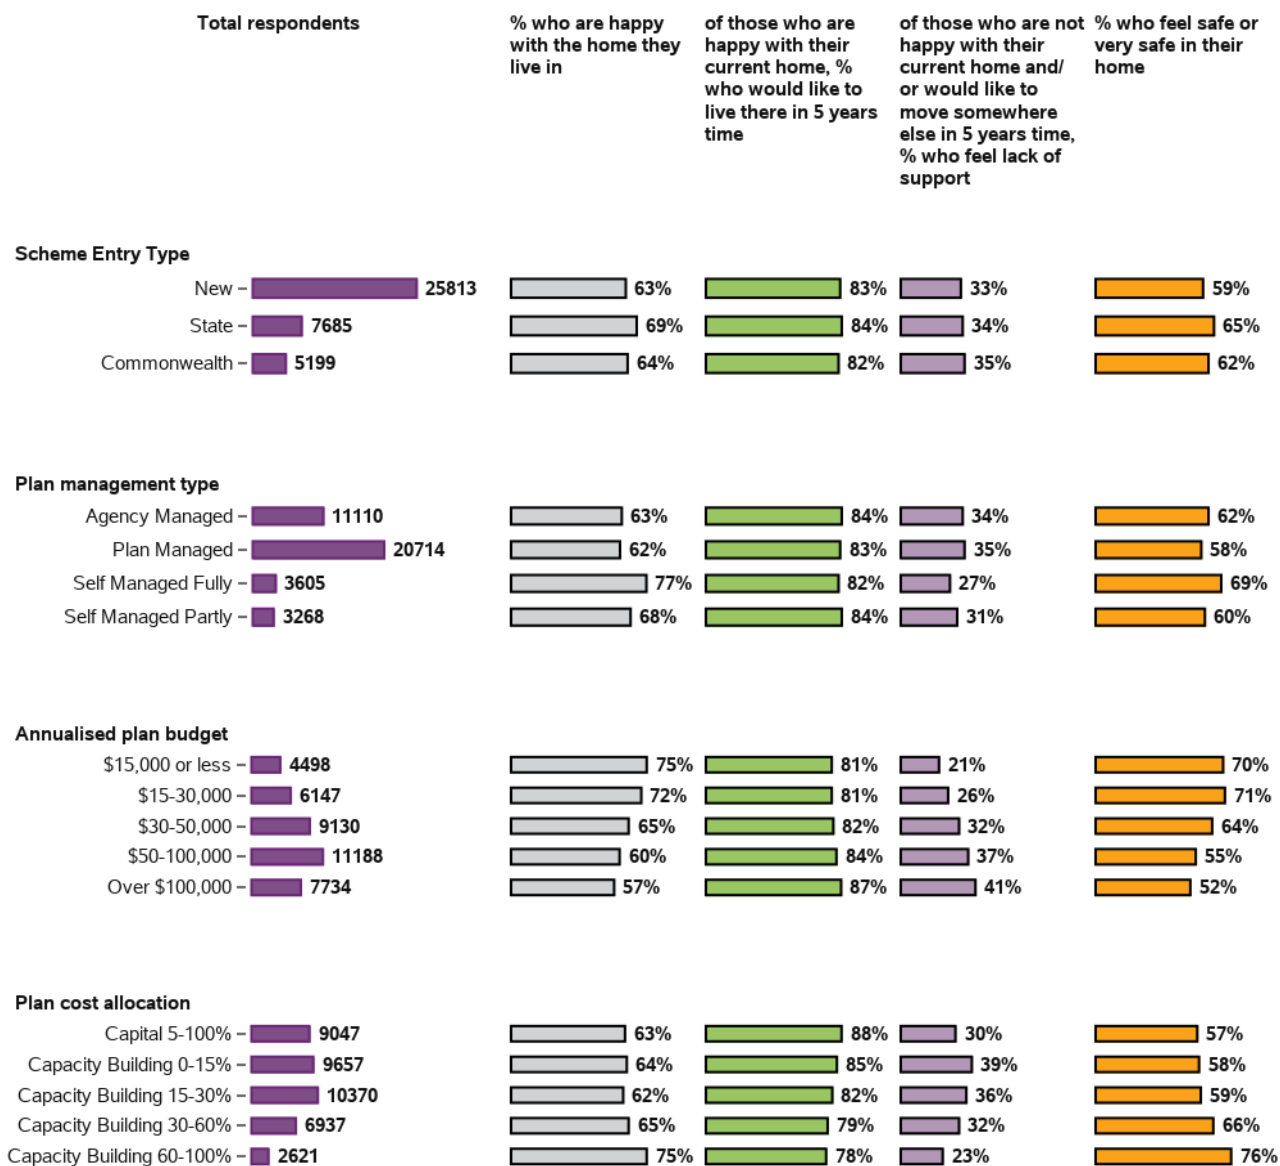 Total respondents
% who are happy
with the home they
live in
of those who are
happy with their
current home, %
who would like to
live there in 5 years
time
of those who are not
happy with their
current home and/
or would like to
move somewhere
else in 5 years time,
% who feel lack of
support
% who feel safe or
very safe in their
home
Scheme Entry Type
New 25813 63% 83% 33% 59%
State 7685 69% 84% 34% 65%
Commonwealth 5199 64% 82% 35% 62%
Plan management type
Agency Managed 11110 63% 84% 34% 62%
Plan Managed 20714 62% 83% 35% 58%
Self Managed Fully 3605 77% 82% 27% 69%
Self Managed Partly 3268 68% 84% 31% 60%
Annualised plan budget
$15,000 or less 4498 75% 81% 21% 70%
$15-30,000 6147 72% 81% 26% 71%
$30-50,000 9130 65% 82% 32% 64%
$50-100,000 11188 60% 84% 37% 55%
Over $100,000 7734 57% 87% 41% 52%
Plan cost allocation
Capital 5-100% 9047 63% 88% 30% 57%
Capacity Building 0-15% 9657 64% 85% 39% 58%
Capacity Building 15-30% 10370 62% 82% 36% 59%
Capacity Building 30-60% 6937 65% 79% 32% 66%
Capacity Building 60-100% 2621 75% 78% 23% 76%